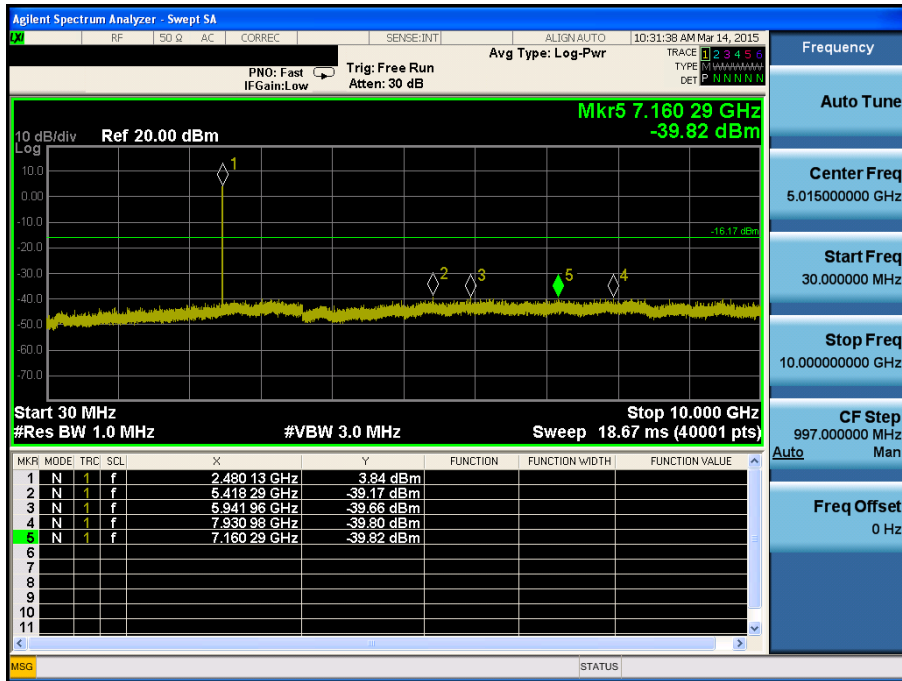 Agilent Spectrum Analyzer - Swept SA
LXI RF 50 Ω AC CORREC SENSE:INT ALIGN AUTO 10:31:38 AM Mar 14, 2015
Avg Type: Log-Pwr TRACE 1 2 3 4 5 6
PNO: Fast Trig: Free Run TYPE M WWWWW
IFGain:Low Atten: 30 dB DET P N N N N N
Mkr5 7.160 29 GHz
10 dB/div Ref 20.00 dBm -39.82 dBm
Log
10.0
0.00
-10.0
-20.0
-30.0
-40.0
-50.0
-60.0
-70.0
1
2
3
5
4
-16.17 dBm
Start 30 MHz Stop 10.000 GHz
#Res BW 1.0 MHz #VBW 3.0 MHz Sweep 18.67 ms (40001 pts)
MKR MODE TRC SCL X Y FUNCTION FUNCTION WIDTH FUNCTION VALUE
1 N 1 f 2.480 13 GHz 3.84 dBm
2 N 1 f 5.418 29 GHz -39.17 dBm
3 N 1 f 5.941 96 GHz -39.66 dBm
4 N 1 f 7.930 98 GHz -39.80 dBm
5 N 1 f 7.160 29 GHz -39.82 dBm
6
7
8
9
10
11
MSG STATUS
Frequency
Auto Tune
Center Freq
5.015000000 GHz
Start Freq
30.000000 MHz
Stop Freq
10.000000000 GHz
CF Step
997.000000 MHz
Auto Man
Freq Offset
0 Hz